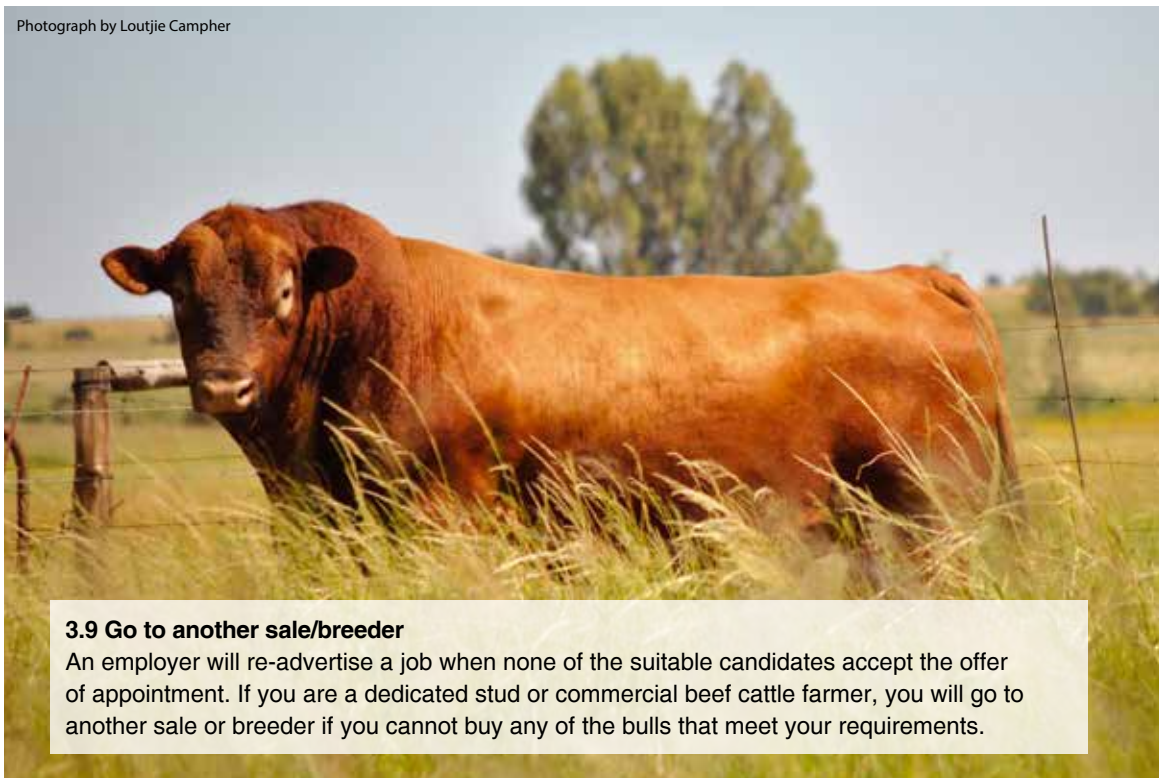 Photograph by Loutjie Campher
3.9 Go to another sale/breeder
An employer will re-advertise a job when none of the suitable candidates accept the offer
of appointment. If you are a dedicated stud or commercial beef cattle farmer, you will go to
another sale or breeder if you cannot buy any of the bulls that meet your requirements.